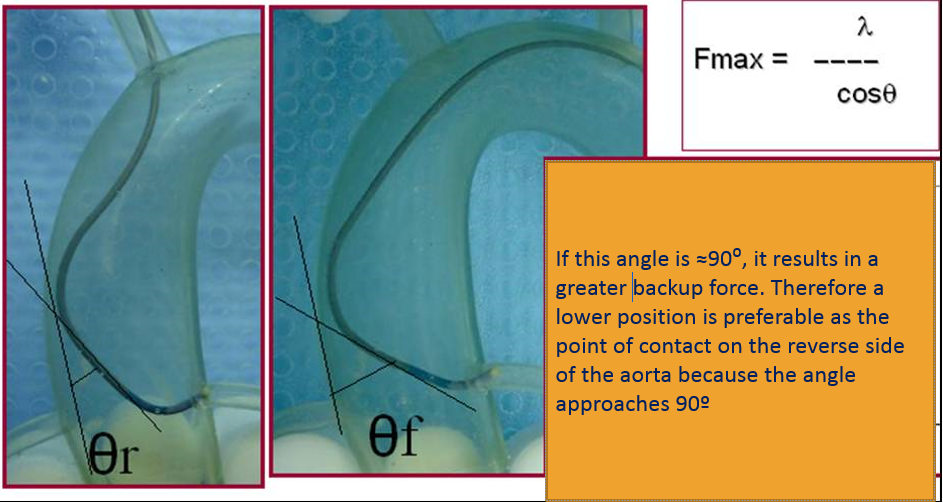 θr
θf
λ
Fmax = ----
cosθ
If this angle is ≈90⁰, it results in a
greater backup force. Therefore a
lower position is preferable as the
point of contact on the reverse side
of the aorta because the angle
approaches 90º